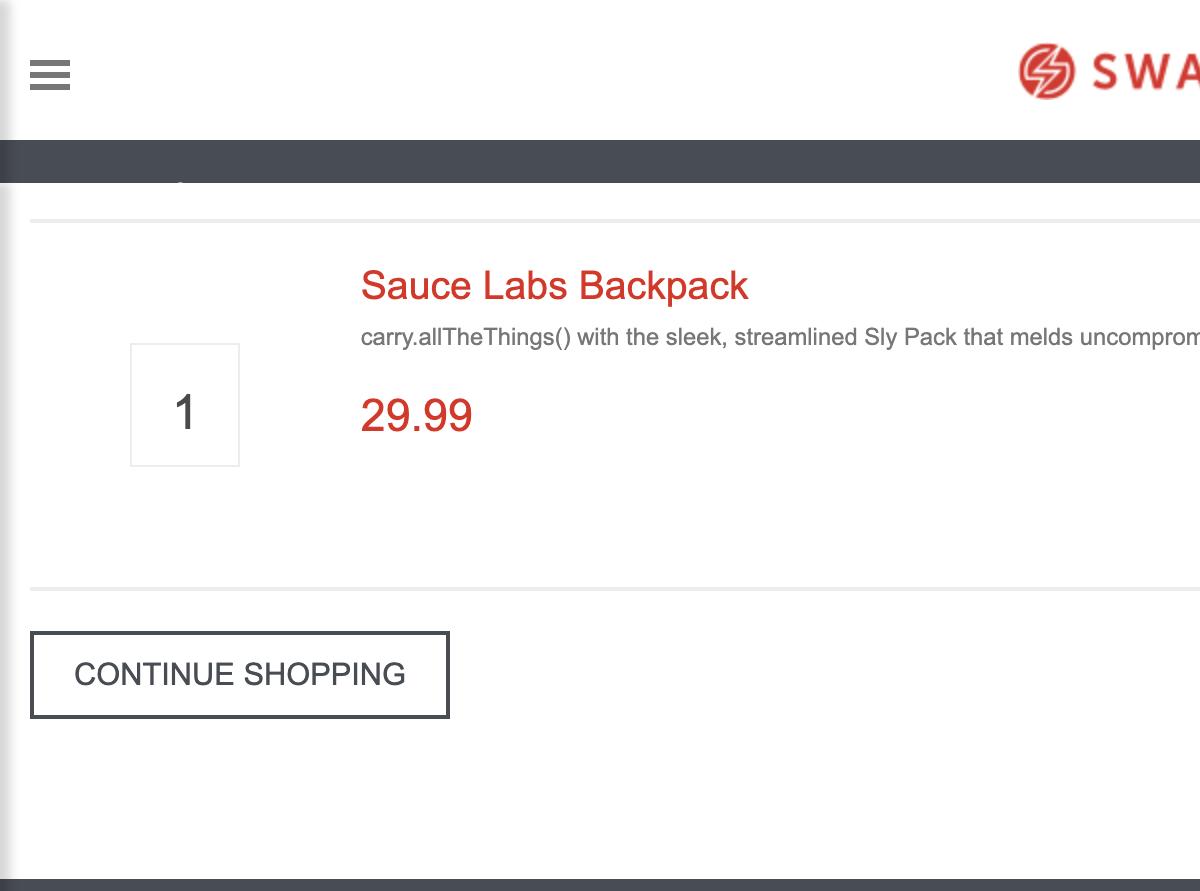 SWA
Sauce Labs Backpack
carry.allTheThings() with the sleek, streamlined Sly Pack that melds
1
29.99
CONTINUE SHOPPING